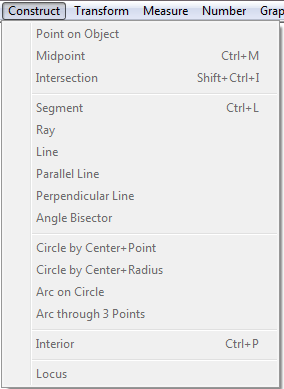 Construct Transform Measure Number Grap
Point on Object
Midpoint Ctrl+M
Intersection Shift+Ctrl+I
Segment Ctrl+L
Ray
Line
Parallel Line
Perpendicular Line
Angle Bisector
Circle by Center+Point
Circle by Center+Radius
Arc on Circle
Arc through 3 Points
Interior Ctrl+P
Locus